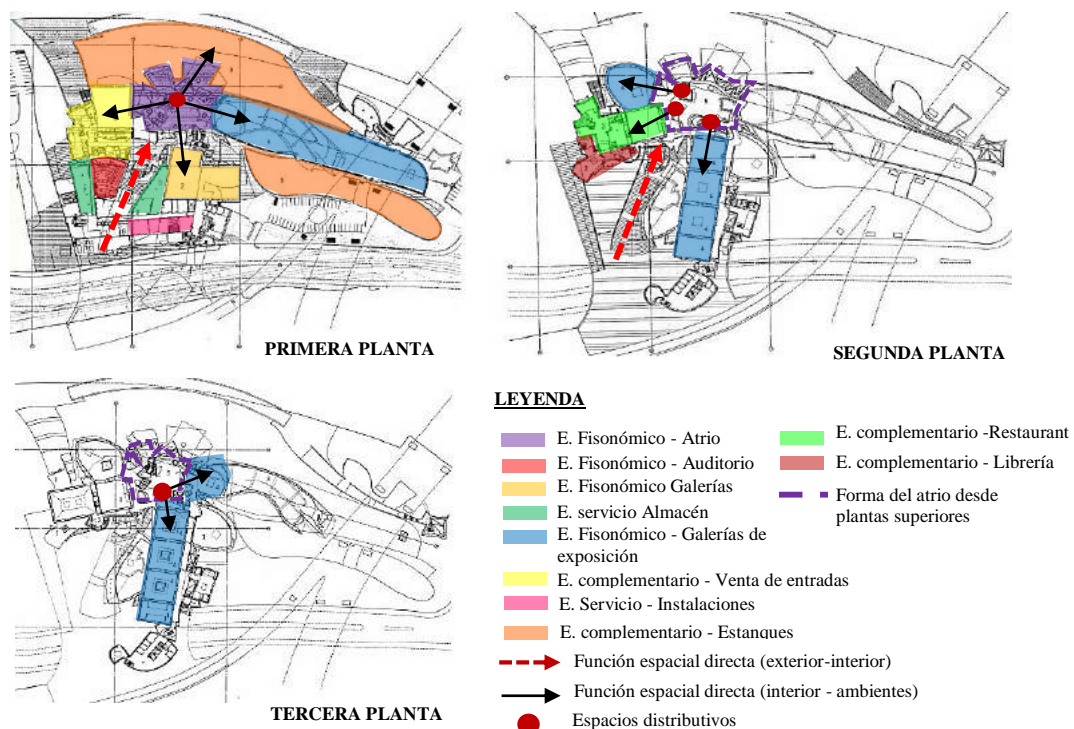 PRIMERA PLANTA
SEGUNDA PLANTA
TERCERA PLANTA
LEYENDA
E. Fisonómico - Atrio
E. Fisonómico - Auditorio
E. Fisonómico Galerías
E. servicio Almacén
E. Fisonómico - Galerías de
exposición
E. complementario - Venta de entradas
E. Servicio - Instalaciones
E. complementario - Estanques
E. complementario -Restaurant
E. complementario - Librería
Forma del atrio desde
plantas superiores
Función espacial directa (exterior-interior)
Función espacial directa (interior - ambientes)
Espacios distributivos